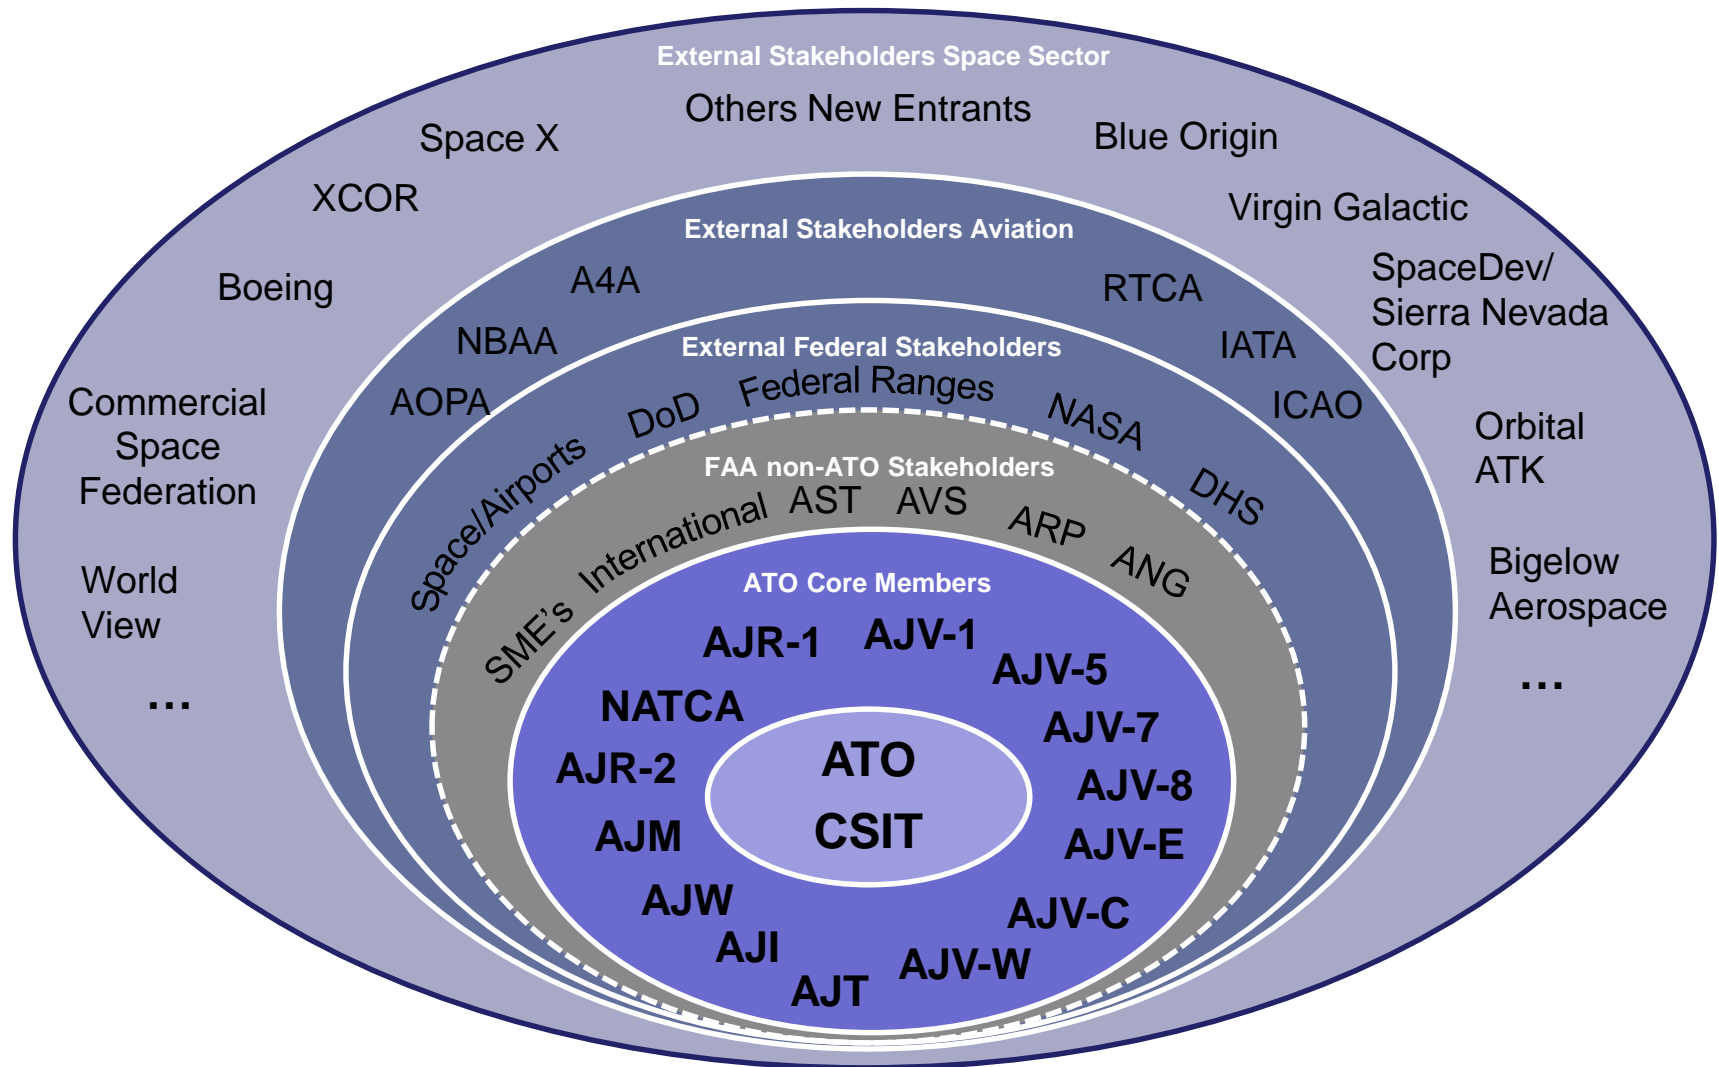 External Stakeholders Space Sector
Others New Entrants
Space X
Blue Origin
XCOR
Virgin Galactic
Boeing
SpaceDev/
Sierra Nevada
Corp
Commercial
Space
Federation
Orbital
ATK
World
View
Bigelow
Aerospace
...
...
External Stakeholders Aviation
A4A
RTCA
NBAA
IATA
AOPA
ICAO
External Federal Stakeholders
Space/Airports
DoD
Federal Ranges
NASA
DHS
FAA non-ATO Stakeholders
SME's
International
AST
AVS
ARP
ANG
ATO Core Members
AJR-1
AJV-1
AJV-5
NATCA
AJV-7
AJR-2
AJV-8
AJM
AJV-E
AJW
AJV-C
AJI
AJV-W
AJT
ATO
CSIT